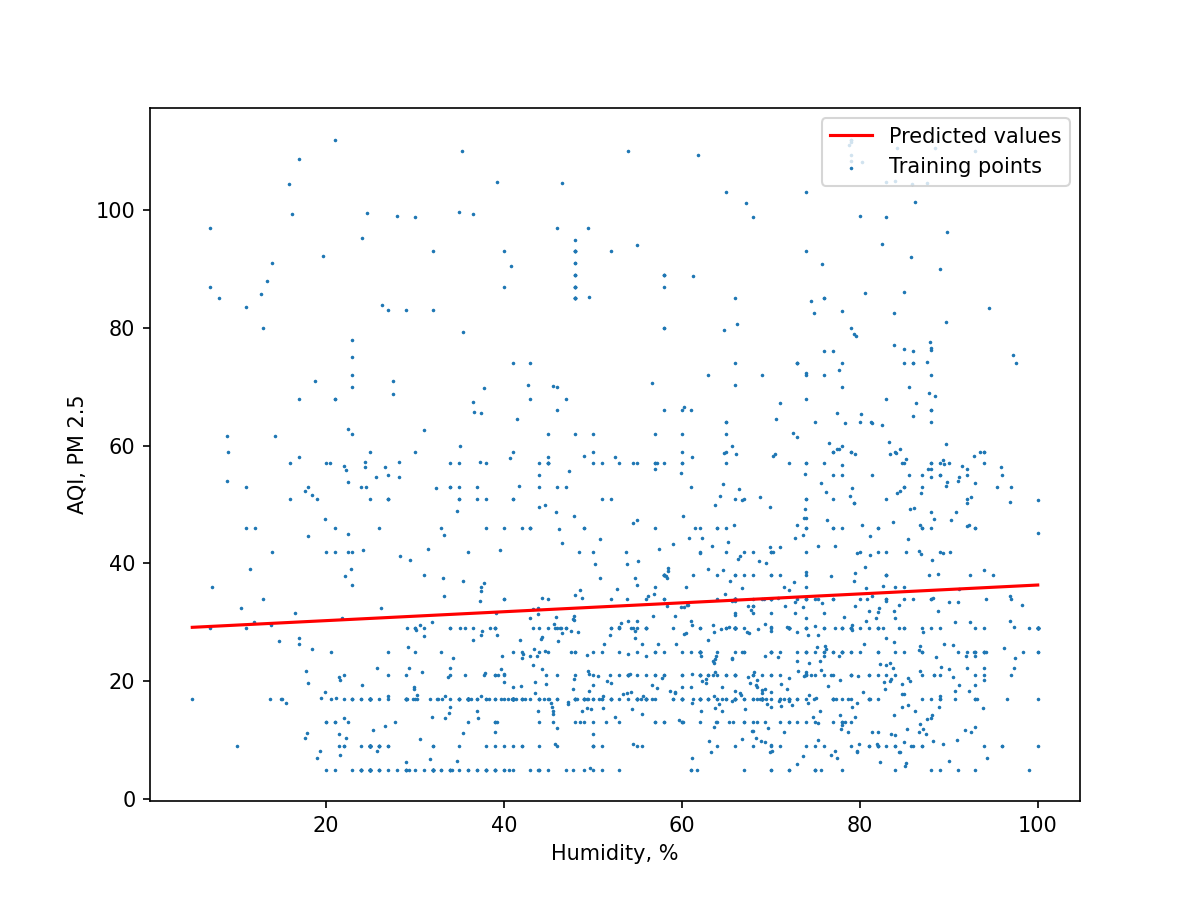 Predicted values
Training points
100
80
60
40
20
0
AQI, PM 2.5
20 40 60 80 100
Humidity, %